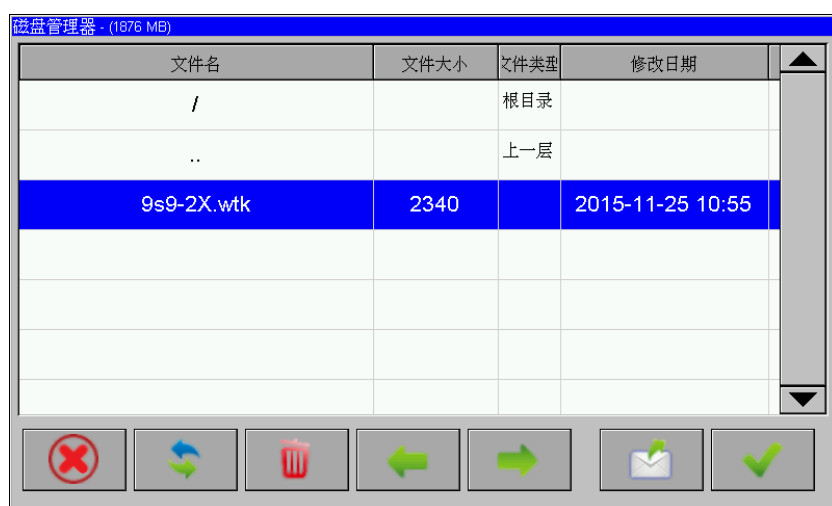 磁盘管理器 - (1876 MB)
文件名 文件大小 文件类型 修改日期
/ 根目录
.. 上一层
9s9-2X.wtk 2340 2015-11-25 10:55